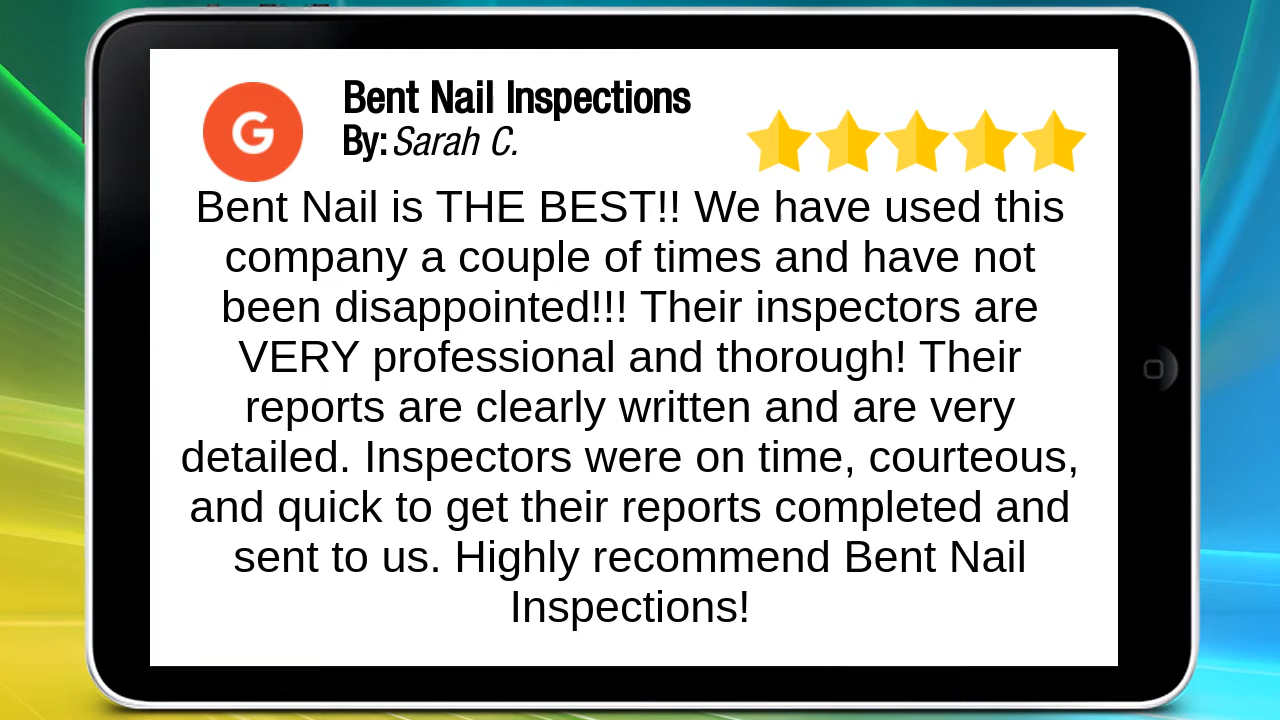 G
Bent Nail Inspections
By: Sarah C.
Bent Nail is THE BEST!! We have used this
company a couple of times and have not
been disappointed!!! Their inspectors are
VERY professional and thorough! Their
reports are clearly written and are very
detailed. Inspectors were on time, courteous,
and quick to get their reports completed and
sent to us. Highly recommend Bent Nail
Inspections!